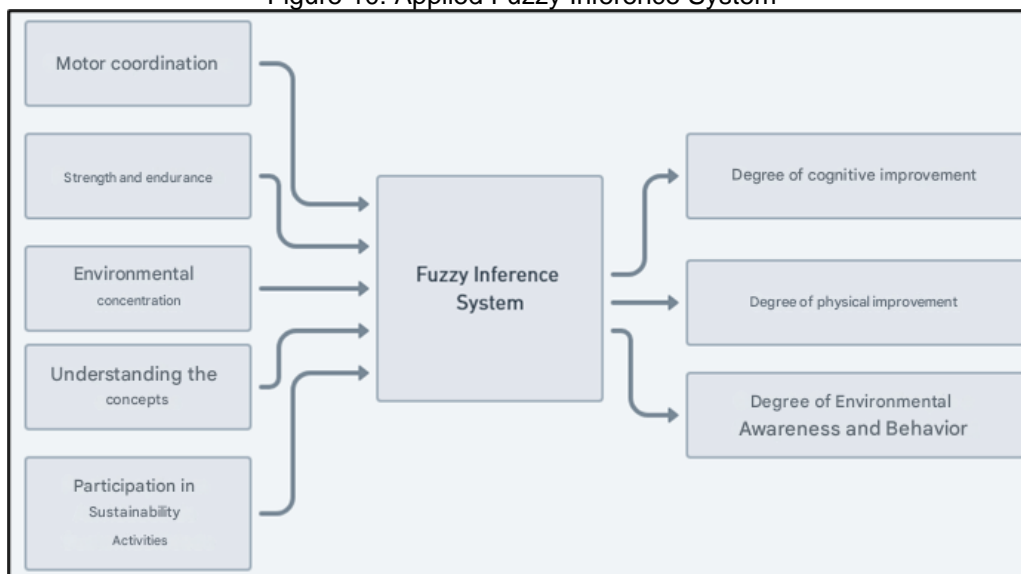 Figure 10. Applied Fuzzy Inference System
Motor coordination
Strength and endurance
Environmental
concentration
Understanding the
concepts
Participation in
Sustainability
Activities
Fuzzy Inference
System
Degree of cognitive improvement
Degree of physical improvement
Degree of Environmental
Awareness and Behavior